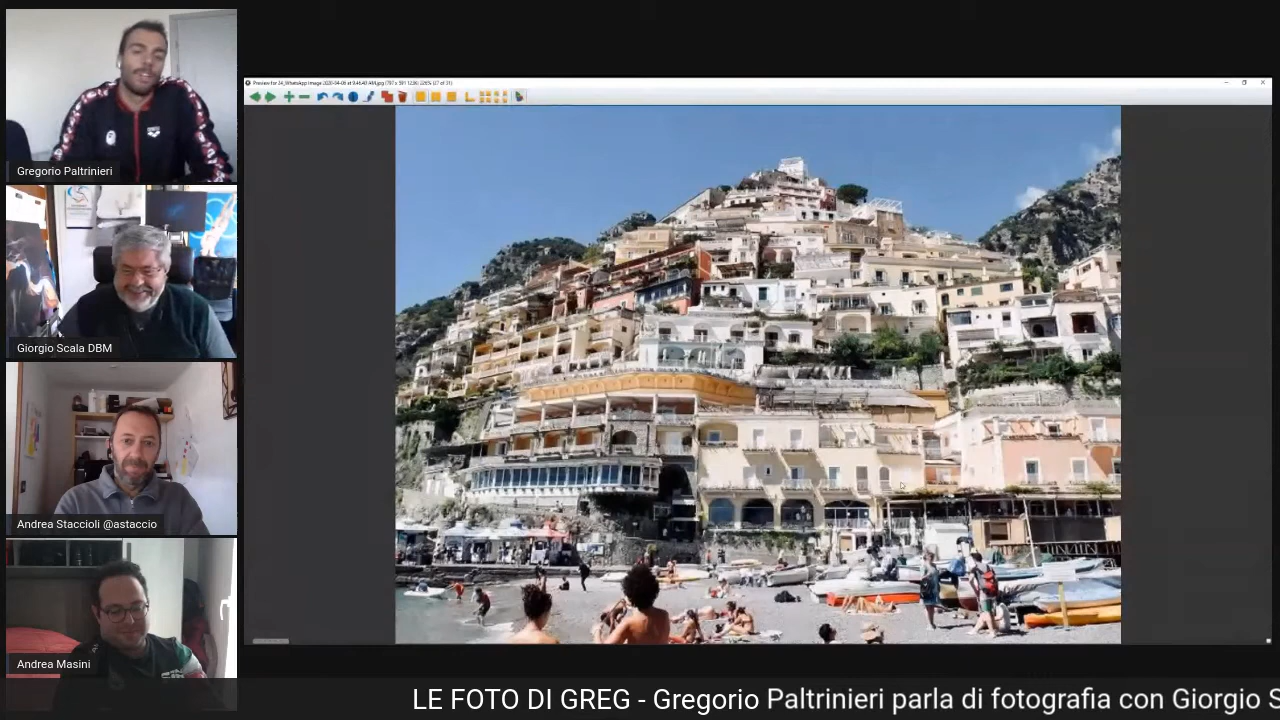 Gregorio Paltrinieri
Giorgio Scala DBM
Andrea Staccioli @astaccio
Andrea Masini
LE FOTO DI GREG - Gregorio Paltrinieri parla di fotografia con Giorgio S